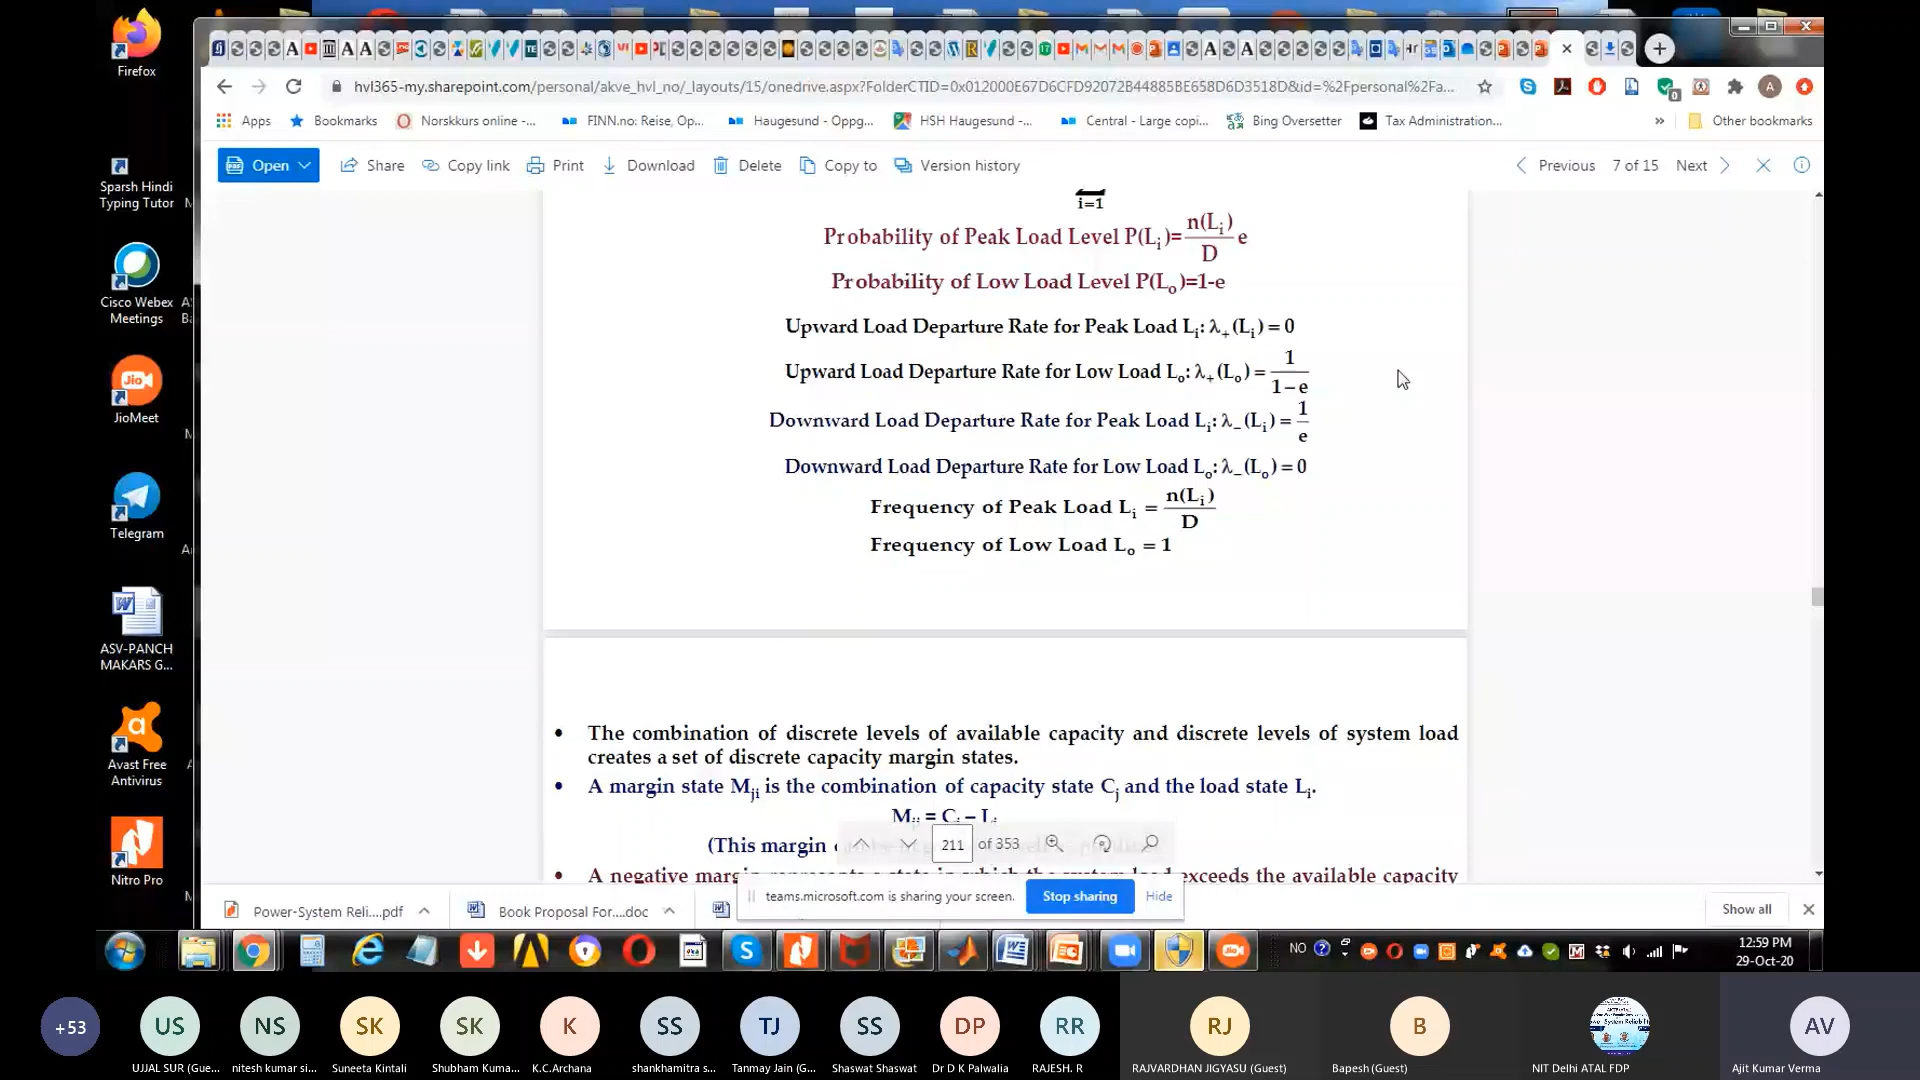 Firefox
Sparsh Hindi
Typing Tutor
Cisco Webex
Meetings
JioMeet
Telegram
ASV-PANCH
MAKARS G...
Avast Free
Antivirus
Nitro Pro
hvl365-my.sharepoint.com/personal/akve_hvl_no/_layouts/15/onedrive.aspx?FolderCTID=0x012000E67D6CFD92072B44885BE658D6D3518D&id=%2Fpersonal%2Fa...
Apps Bookmarks Norskkurs online -... FINN.no: Reise, Op... Haugesund - Oppg... HSH Haugesund -... Central - Large copi... Bing Oversetter Tax Administration... » Other bookmarks
Open Share Copy link Print Download Delete Copy to Version history Previous 7 of 15 Next
i=1
Probability of Peak Load Level P(Li)= n(Li)/D e
Probability of Low Load Level P(Lo)=1-e
Upward Load Departure Rate for Peak Load Li: λ+(Li) = 0
Upward Load Departure Rate for Low Load Lo: λ+(Lo) = 1/(1-e)
Downward Load Departure Rate for Peak Load Li: λ-(Li) = 1/e
Downward Load Departure Rate for Low Load Lo: λ-(Lo) = 0
Frequency of Peak Load Li = n(Li)/D
Frequency of Low Load Lo = 1
• The combination of discrete levels of available capacity and discrete levels of system load
creates a set of discrete capacity margin states.
• A margin state Mji is the combination of capacity state Cj and the load state Li.
(This margin
211 of 353
• A negative margin represents a state in which the system load exceeds the available capacity
teams.microsoft.com is sharing your screen. Stop sharing Hide
Power-System Reli....pdf Book Proposal For....doc Show all
NO 12:59 PM
29-Oct-20
+53 US NS SK SK K SS TJ SS DP RR RJ B AV
UJJAL SUR (Gue... nitesh kumar si... Suneeta Kintali Shubham Kuma... K.C.Archana shankhamitra s... Tanmay Jain (G... Shaswat Shaswat Dr D K Palwalia RAJESH. R RAJVARDHAN JIGYASU (Guest) Bapesh (Guest) NIT Delhi ATAL FDP Ajit Kumar Verma